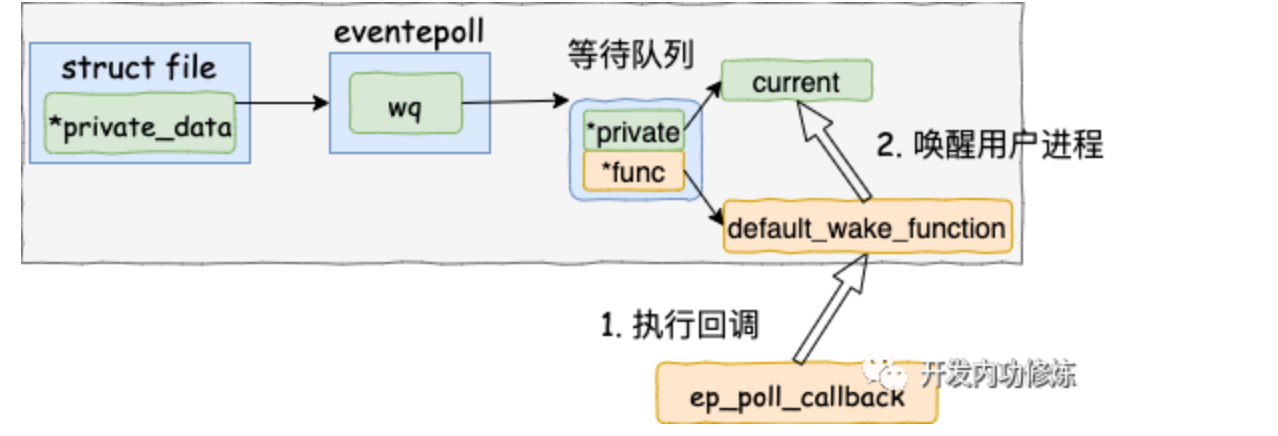 eventepoll
struct file
*private_data
wq
等待队列
*private
*func
current
2. 唤醒用户进程
default_wake_function
1. 执行回调
ep_poll_callback
开发内功修炼